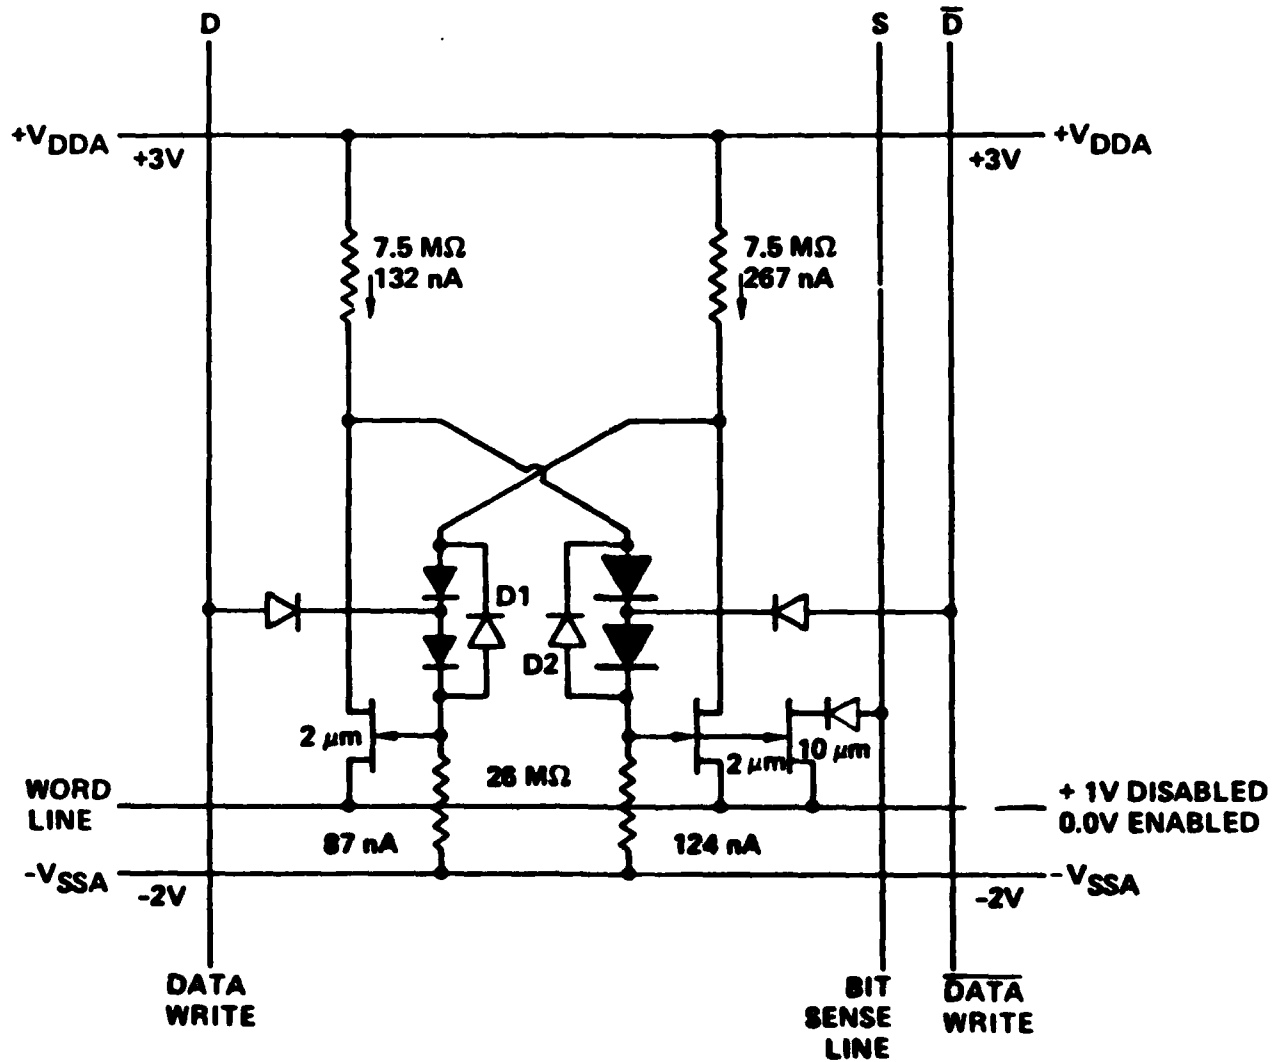 D S D̅
+VDDA +3V +3V +VDDA
7.5 MΩ 7.5 MΩ
132 nA 267 nA
D1
D2
2 μm 2 μm 10 μm
26 MΩ
WORD
LINE
+ 1V DISABLED
0.0V ENABLED
87 nA 124 nA
-VSSA -2V -2V -VSSA
DATA
WRITE
BIT
SENSE
LINE
D̅A̅T̅A̅
WRITE